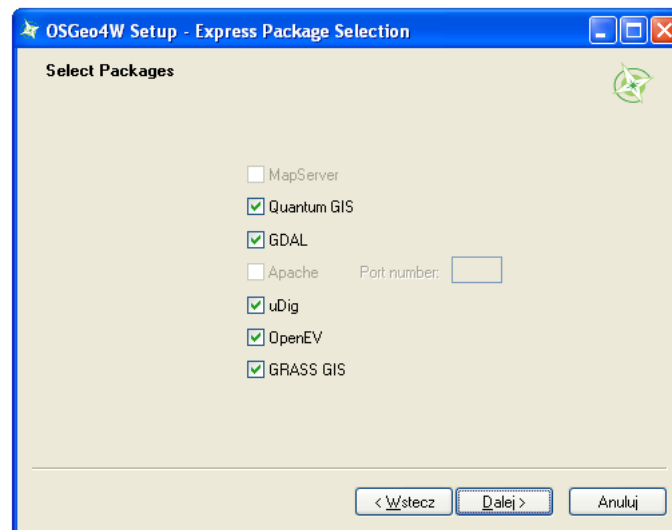 OSGeo4W Setup - Express Package Selection
Select Packages
MapServer
Quantum GIS
GDAL
Apache Port number:
uDig
OpenEV
GRASS GIS
< Wstecz Dalej > Anuluj